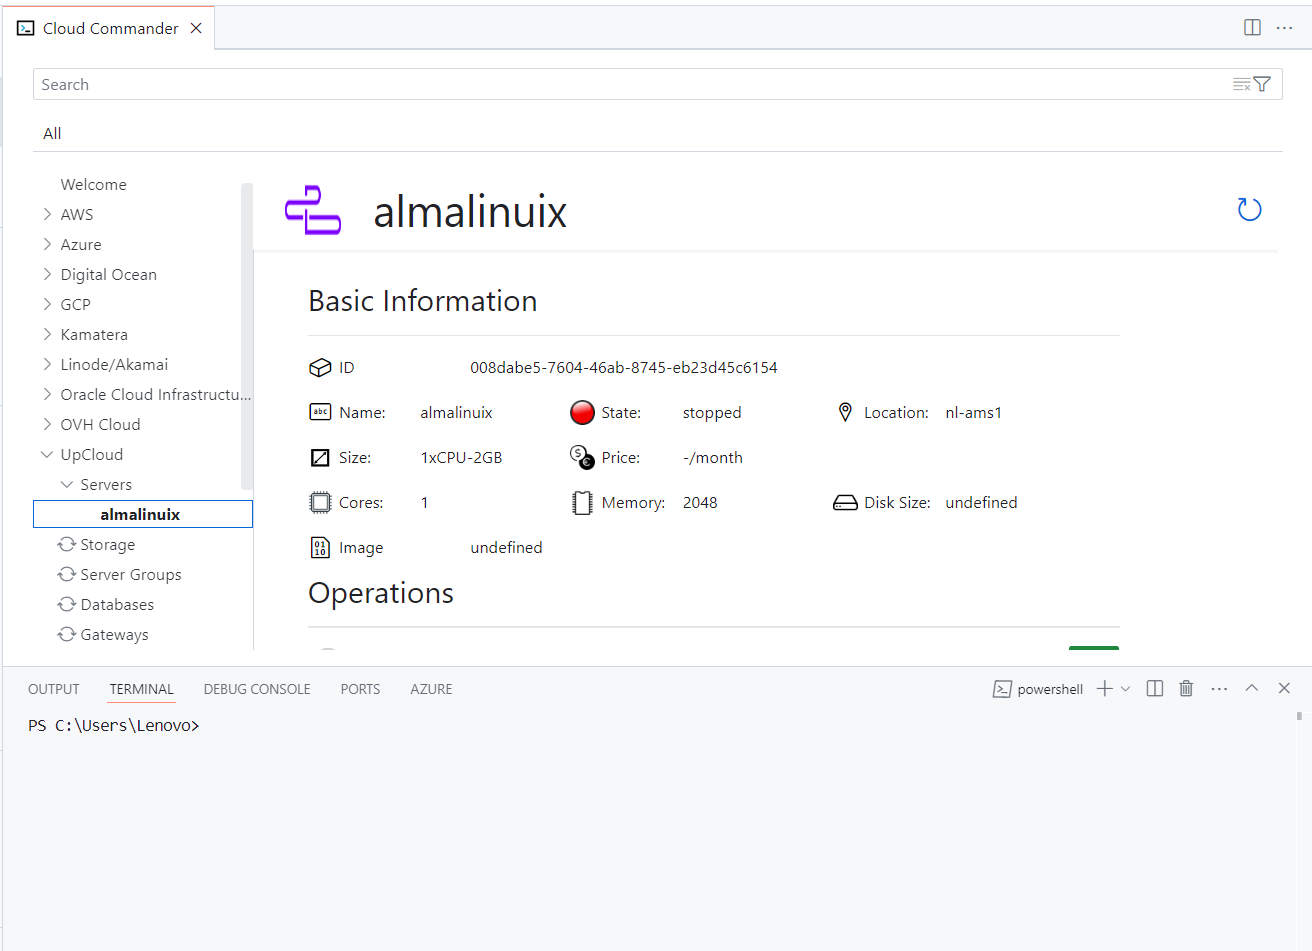 Cloud Commander
Search
All
Welcome
AWS
Azure
Digital Ocean
GCP
Kamatera
Linode/Akamai
Oracle Cloud Infrastructu...
OVH Cloud
UpCloud
Servers
almalinuix
Storage
Server Groups
Databases
Gateways
almalinuix
Basic Information
ID 008dabe5-7604-46ab-8745-eb23d45c6154
abc Name: almalinuix State: stopped Location: nl-ams1
Size: 1xCPU-2GB $ € Price: -/month
Cores: 1 Memory: 2048 Disk Size: undefined
01 10 Image undefined
Operations
OUTPUT TERMINAL DEBUG CONSOLE PORTS AZURE powershell
PS C:\Users\Lenovo>